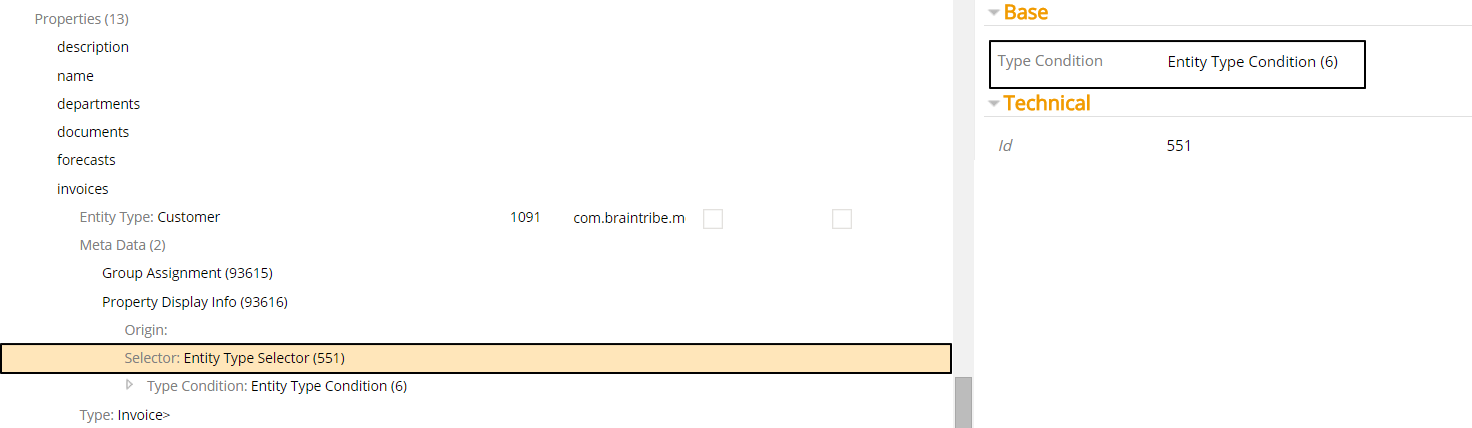 Properties (13)
description
name
departments
documents
forecasts
invoices
Entity Type: Customer 1091 com.braintribe.m
Meta Data (2)
Group Assignment (93615)
Property Display Info (93616)
Origin:
Selector: Entity Type Selector (551)
Type Condition: Entity Type Condition (6)
Type: Invoice>
Base
Type Condition Entity Type Condition (6)
Technical
Id 551